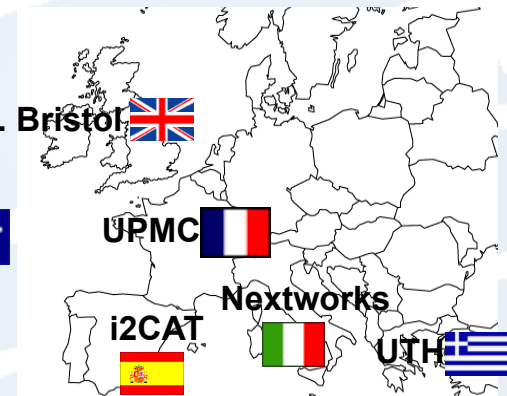 . Bristol
UPMC
Nextworks
i2CAT
UTH